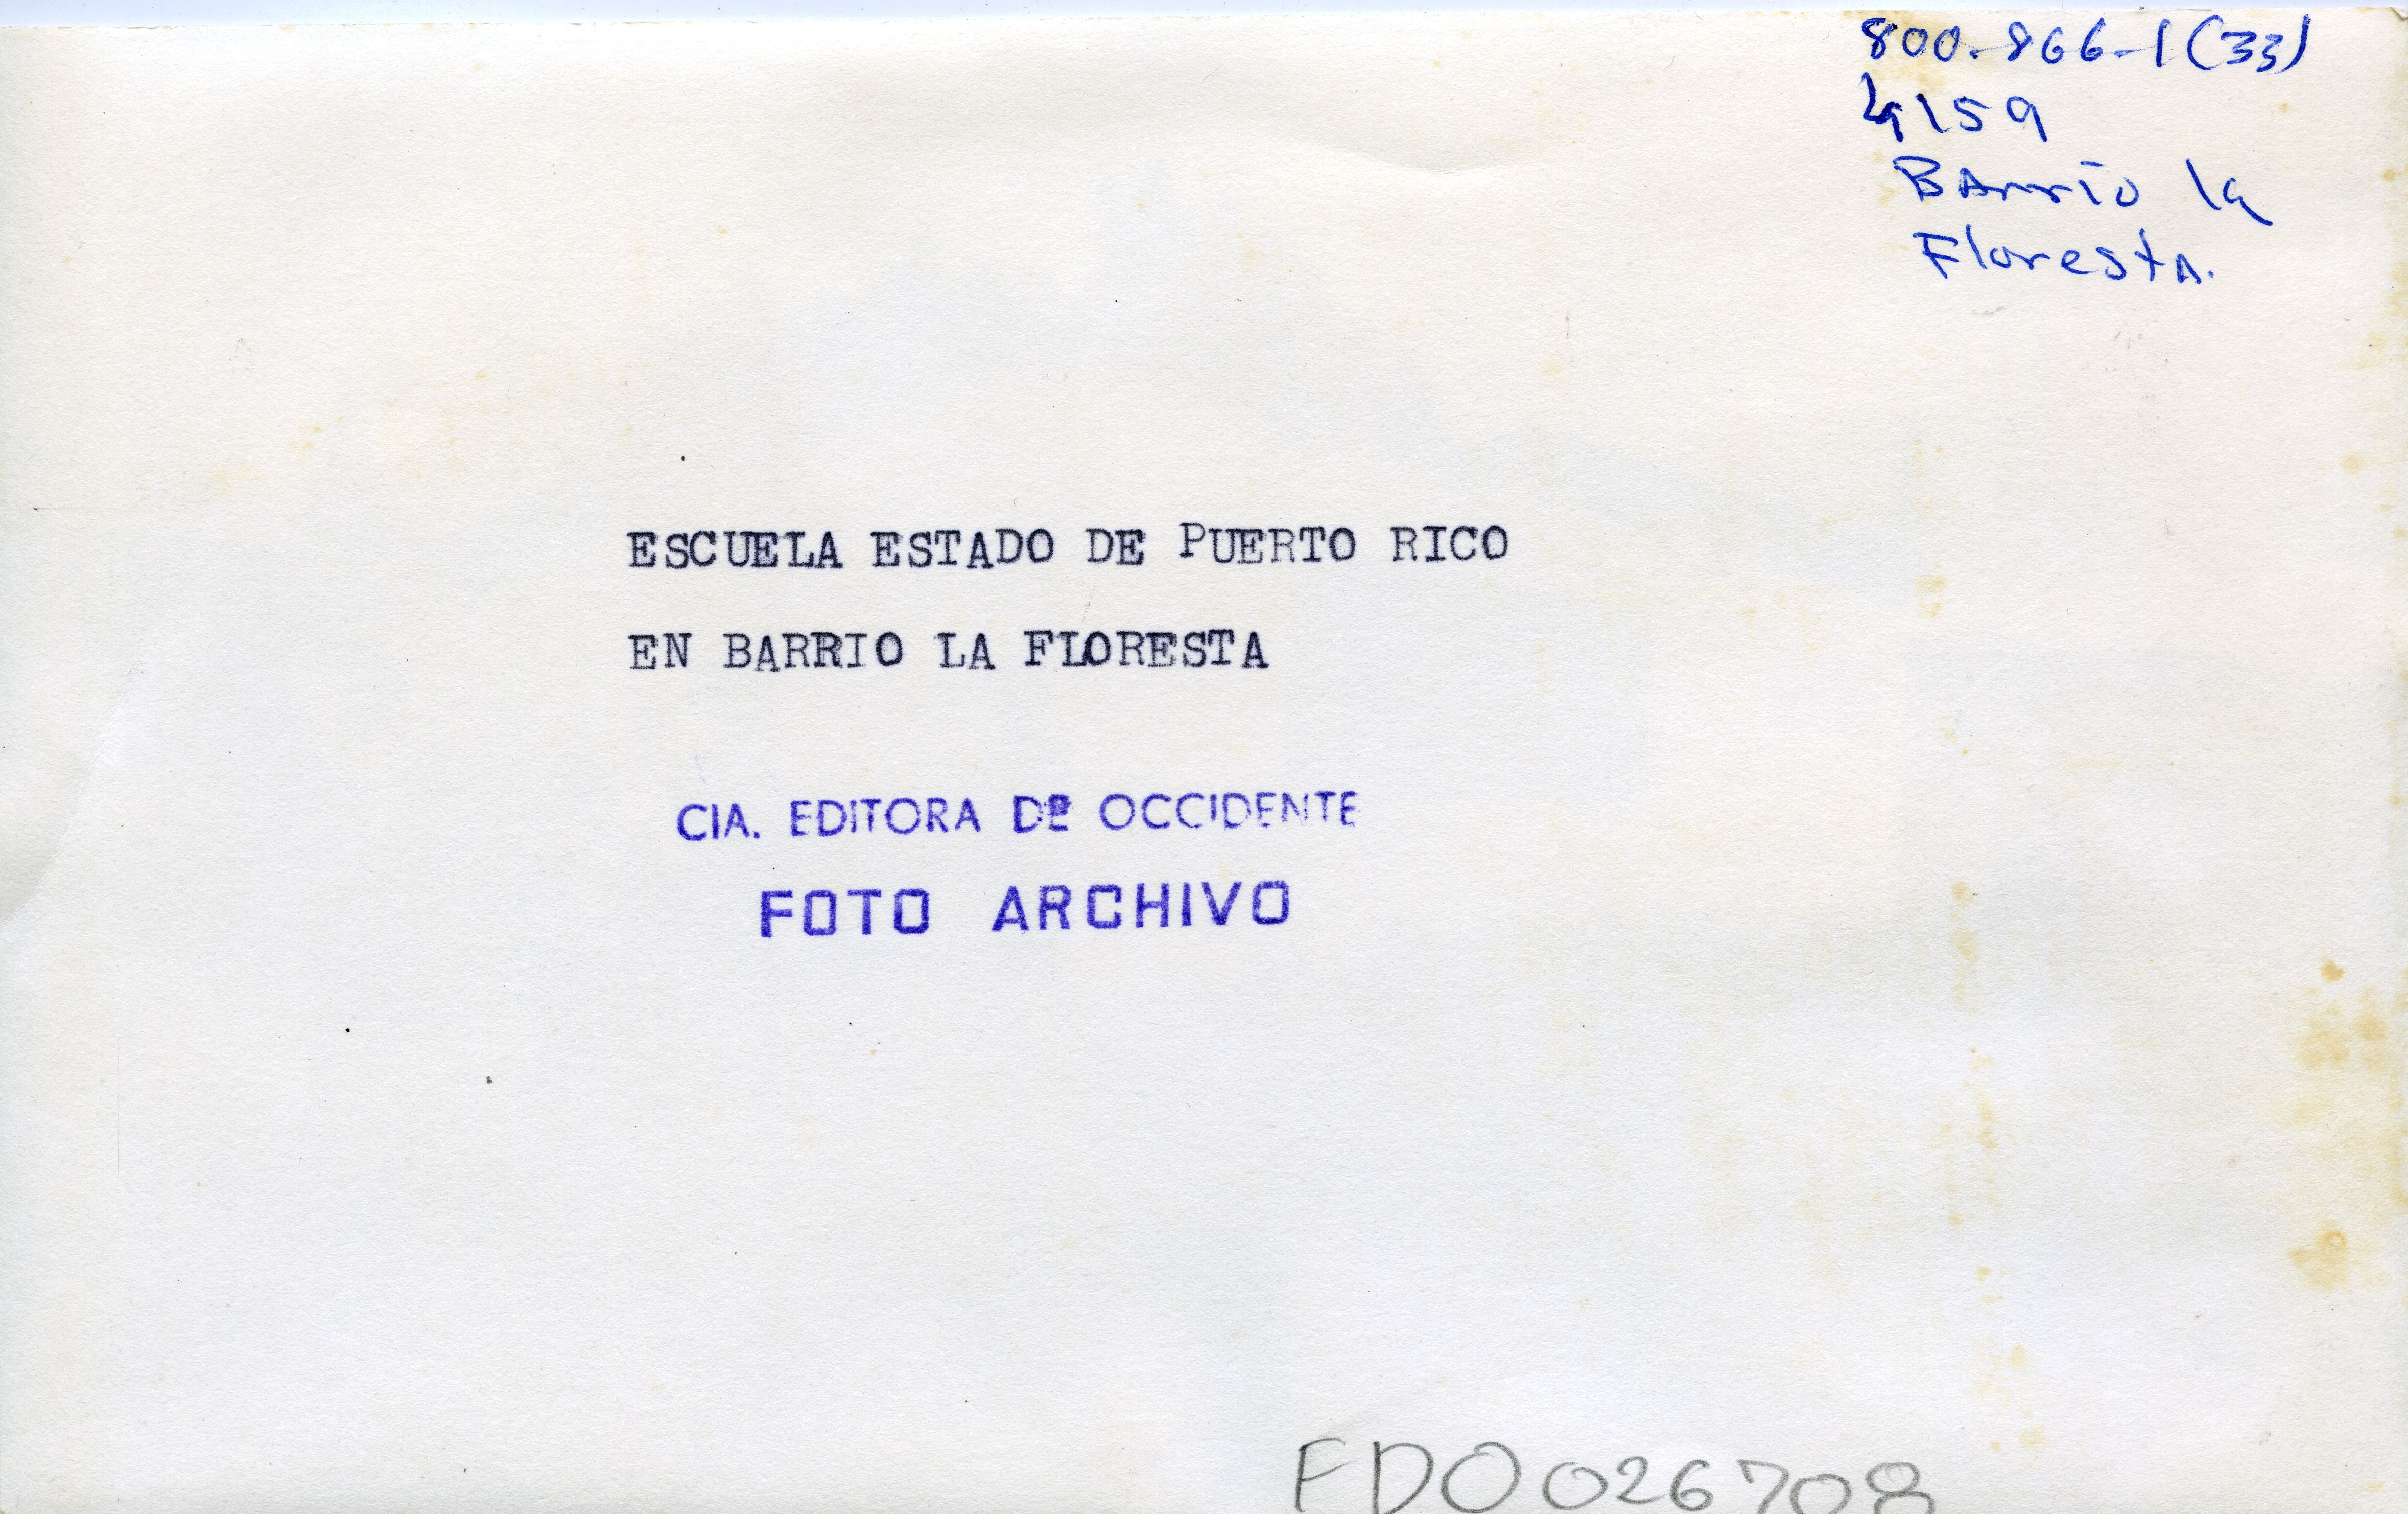 800-866-1(33)
4159
BArrio la
FlorestA.
ESCUELA ESTADO DE PUERTO RICO
EN BARRIO LA FLORESTA
CIA. EDITORA DE OCCIDENTE
FOTO ARCHIVO
FDO026708